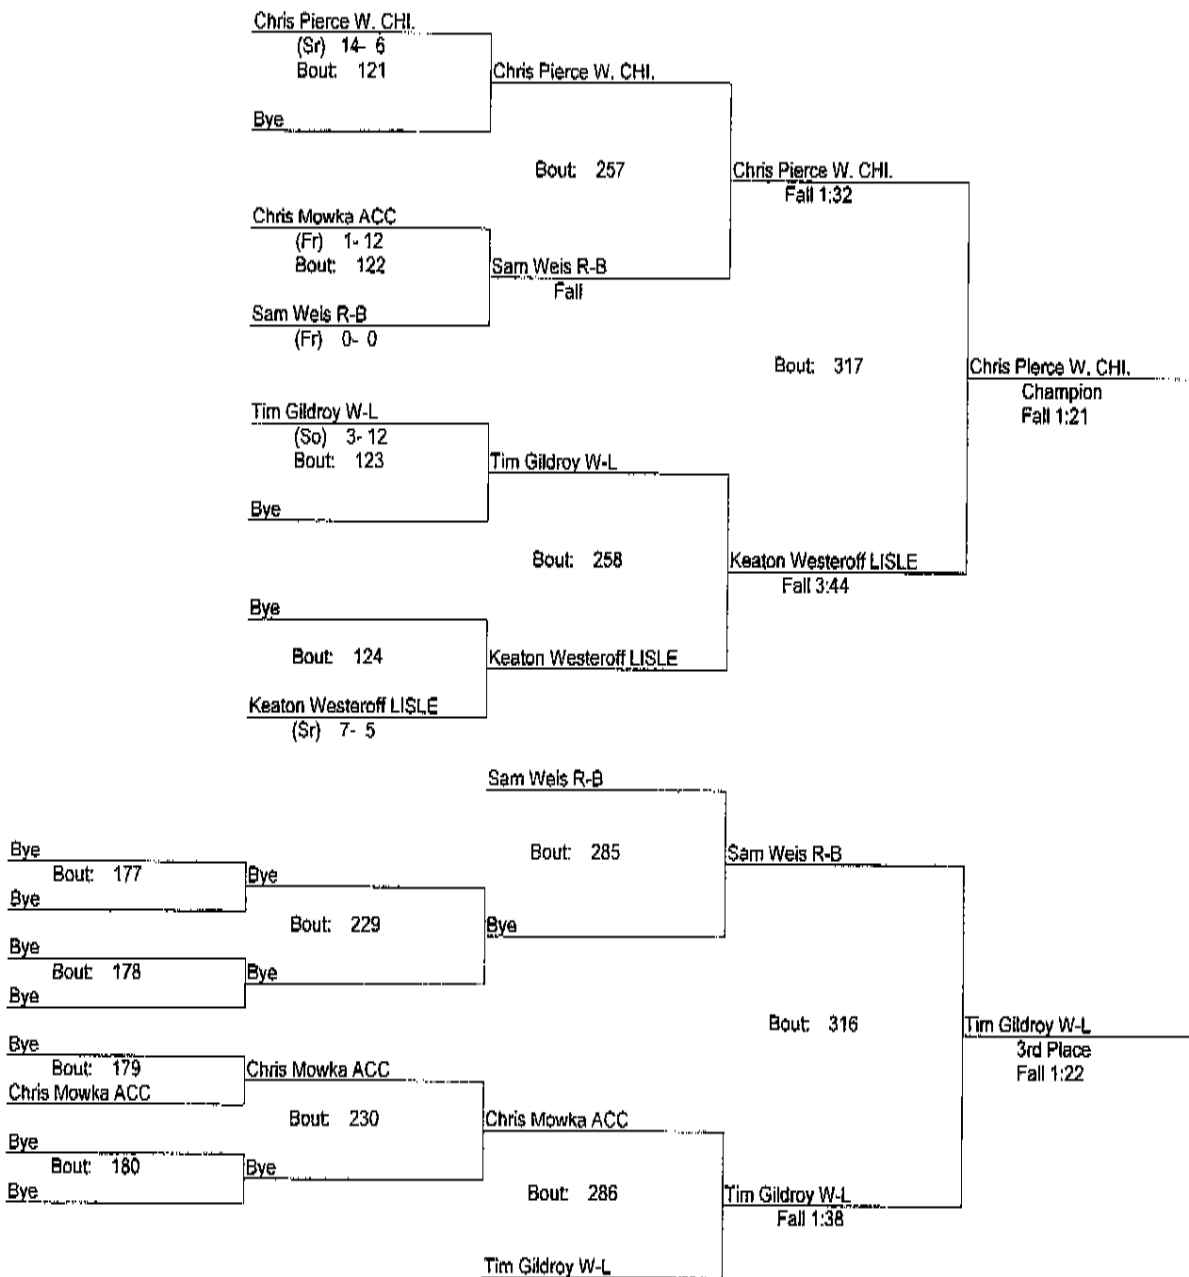 Chris Pierce W. CHI.
(Sr) 14- 6
Bout: 121
Chris Pierce W. CHI.
Bye
Bout: 257
Chris Pierce W. CHI.
Fall 1:32
Chris Mowka ACC
(Fr) 1- 12
Bout: 122
Sam Weis R-B
Fall
Sam Weis R-B
(Fr) 0- 0
Bout: 317
Chris Pierce W. CHI.
Champion
Fall 1:21
Tim Gildroy W-L
(So) 3- 12
Bout: 123
Tim Gildroy W-L
Bye
Bout: 258
Keaton Westeroff LISLE
Fall 3:44
Bye
Bout: 124
Keaton Westeroff LISLE
Keaton Westeroff LISLE
(Sr) 7- 5
Sam Weis R-B
Bout: 285
Sam Weis R-B
Bye
Bout: 177
Bye
Bye
Bout: 229
Bye
Bye
Bout: 178
Bye
Bye
Bout: 316
Tim Gildroy W-L
3rd Place
Fall 1:22
Bye
Bout: 179
Chris Mowka ACC
Chris Mowka ACC
Bout: 230
Chris Mowka ACC
Bye
Bout: 180
Bye
Bye
Bout: 286
Tim Gildroy W-L
Fall 1:38
Tim Gildroy W-L